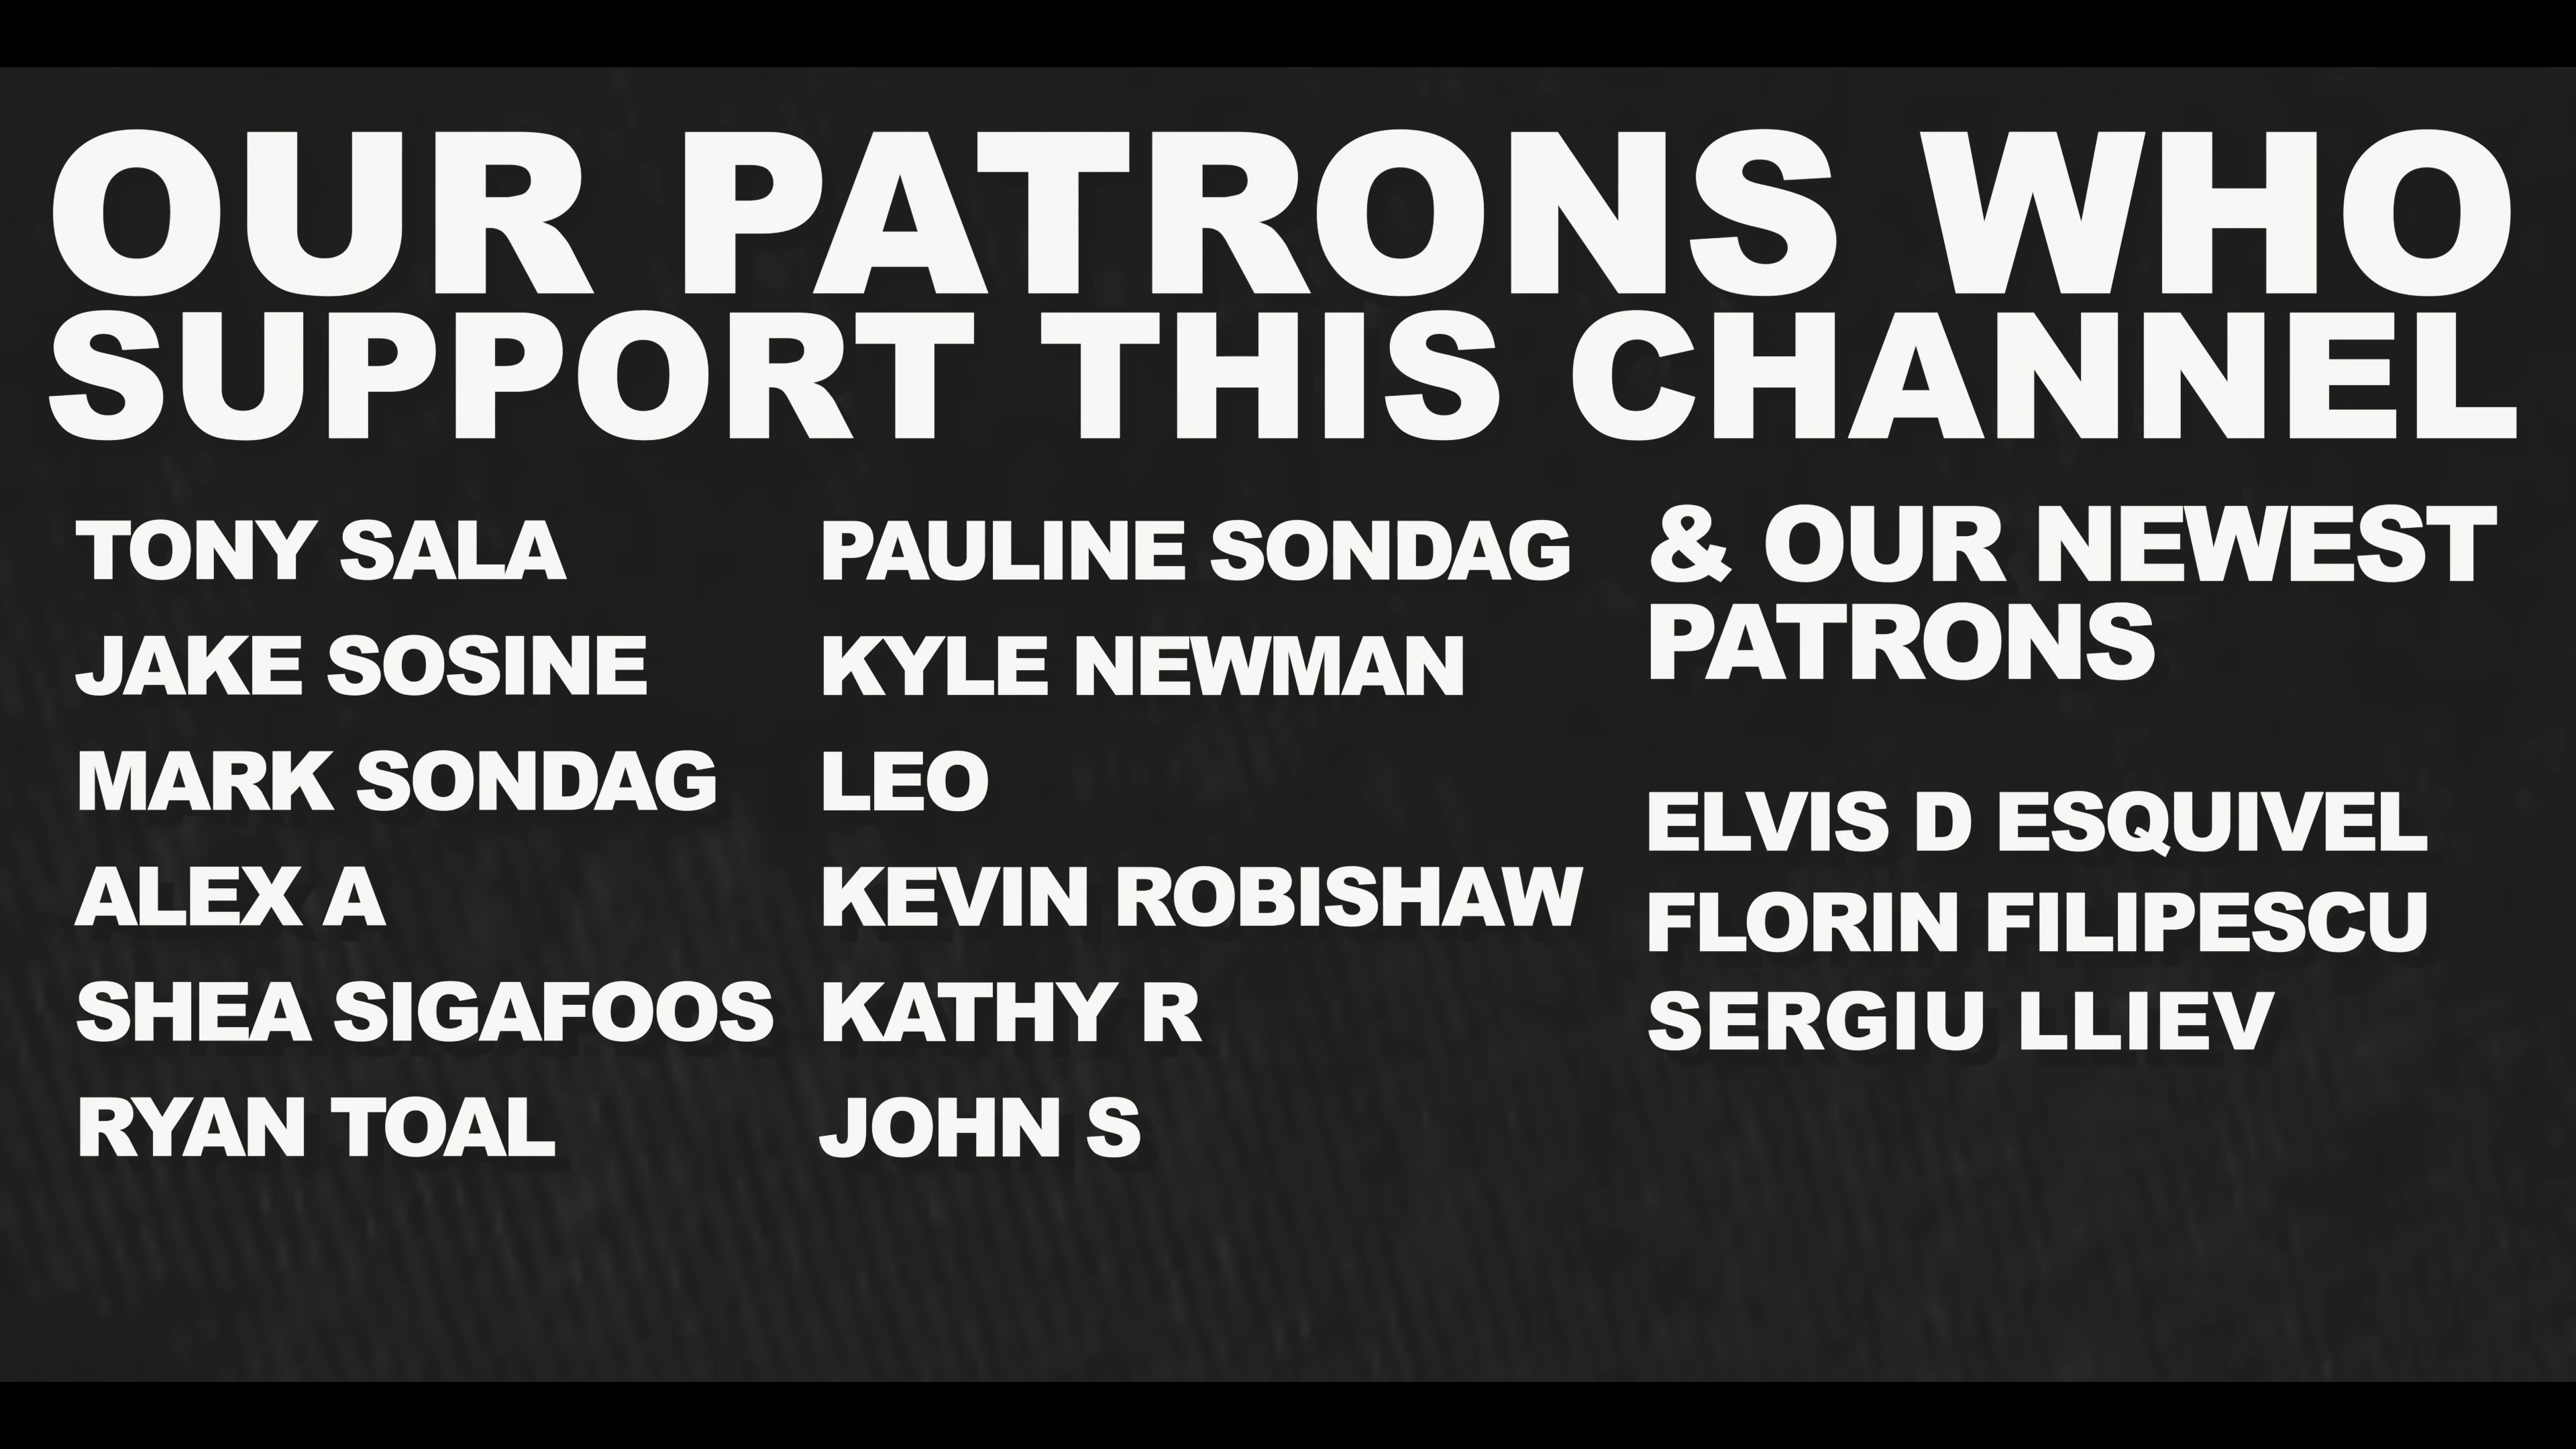 OUR PATRONS WHO
SUPPORT THIS CHANNEL
TONY SALA
JAKE SOSINE
MARK SONDAG
ALEX A
SHEA SIGAFOOS
RYAN TOAL
PAULINE SONDAG
KYLE NEWMAN
LEO
KEVIN ROBISHAW
KATHY R
JOHN S
& OUR NEWEST
PATRONS
ELVIS D ESQUIVEL
FLORIN FILIPESCU
SERGIU LLIEV